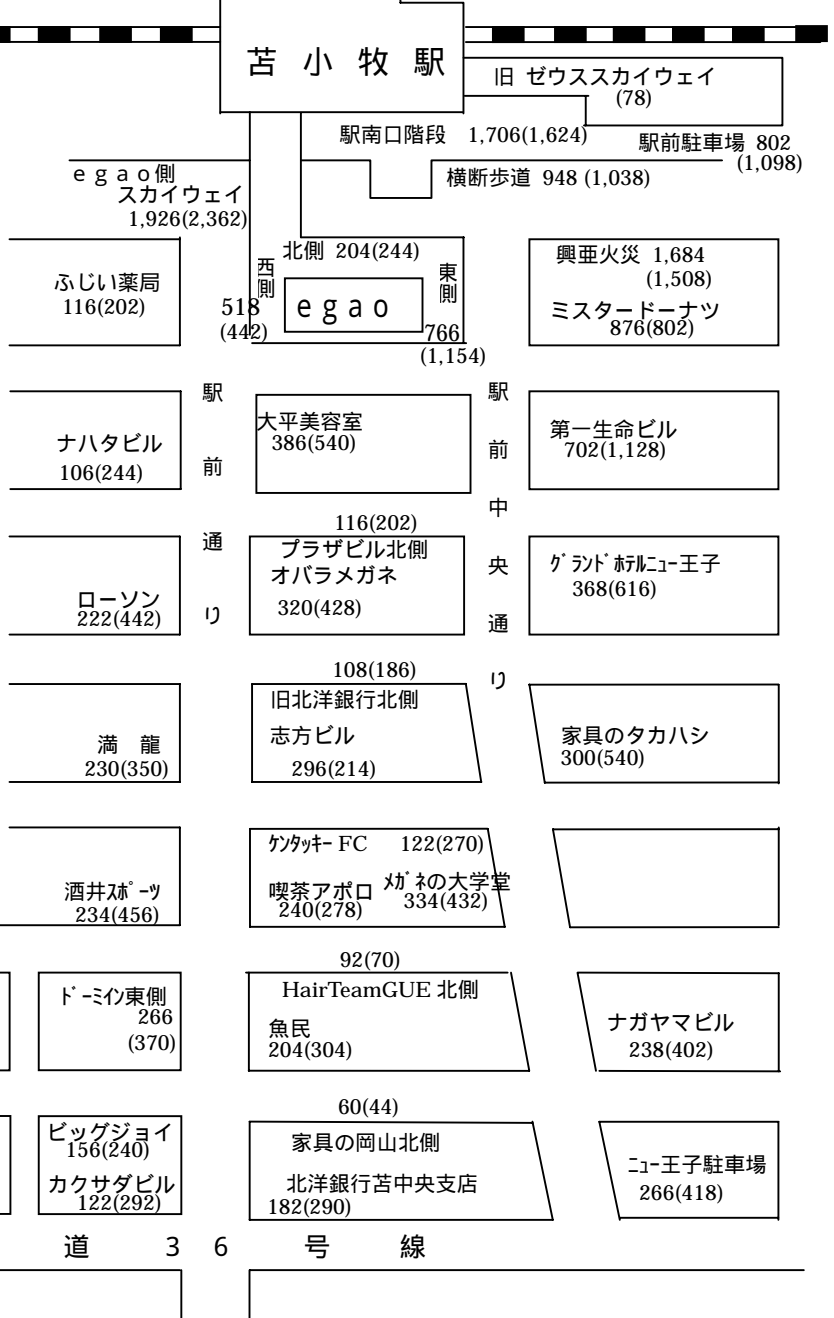 苫 小 牧 駅
旧 ゼウススカイウェイ
(78)
駅南口階段 1,706(1,624)
駅前駐車場 802
(1,098)
egao側
スカイウェイ
1,926(2,362)
横断歩道 948 (1,038)
北側 204(244)
西側
518
(442)
egao
東側
766
(1,154)
ふじい薬局
116(202)
興亜火災 1,684
(1,508)
ミスタードーナツ
876(802)
駅前通り
駅前中央通り
ナハタビル
106(244)
大平美容室
386(540)
第一生命ビル
702(1,128)
116(202)
プラザビル北側
オバラメガネ
320(428)
ローソン
222(442)
グランドホテルニュー王子
368(616)
108(186)
旧北洋銀行北側
志方ビル
296(214)
満 龍
230(350)
家具のタカハシ
300(540)
ケンタッキーFC 122(270)
喫茶アポロ
240(278)
メガネの大学堂
334(432)
酒井スポーツ
234(456)
92(70)
HairTeamGUE 北側
魚民
204(304)
ドーミイン東側
266
(370)
ナガヤマビル
238(402)
60(44)
家具の岡山北側
北洋銀行苫中央支店
182(290)
ビッグジョイ
156(240)
カクサダビル
122(292)
ニュー王子駐車場
266(418)
道 3 6 号 線